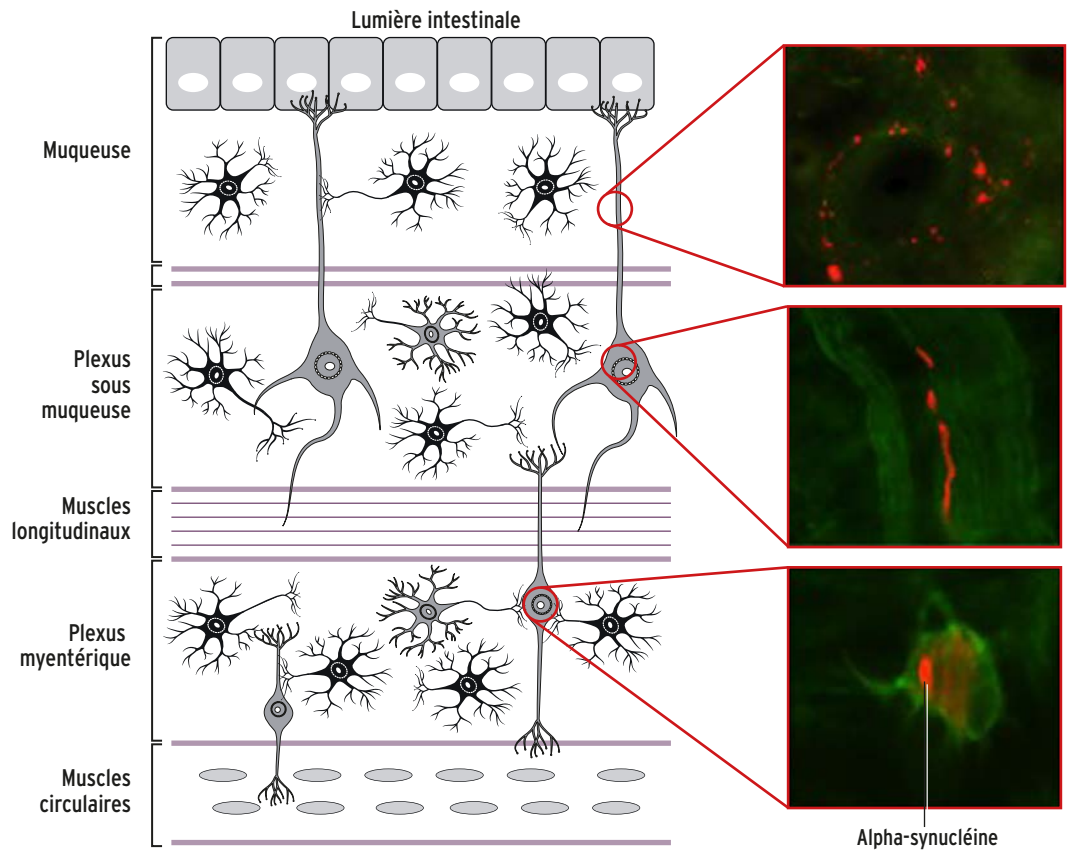 Lumière intestinale
Muqueuse
Plexus
sous
muqueuse
Muscles
longitudinaux
Plexus
myentérique
Muscles
circulaires
Alpha-synucléine